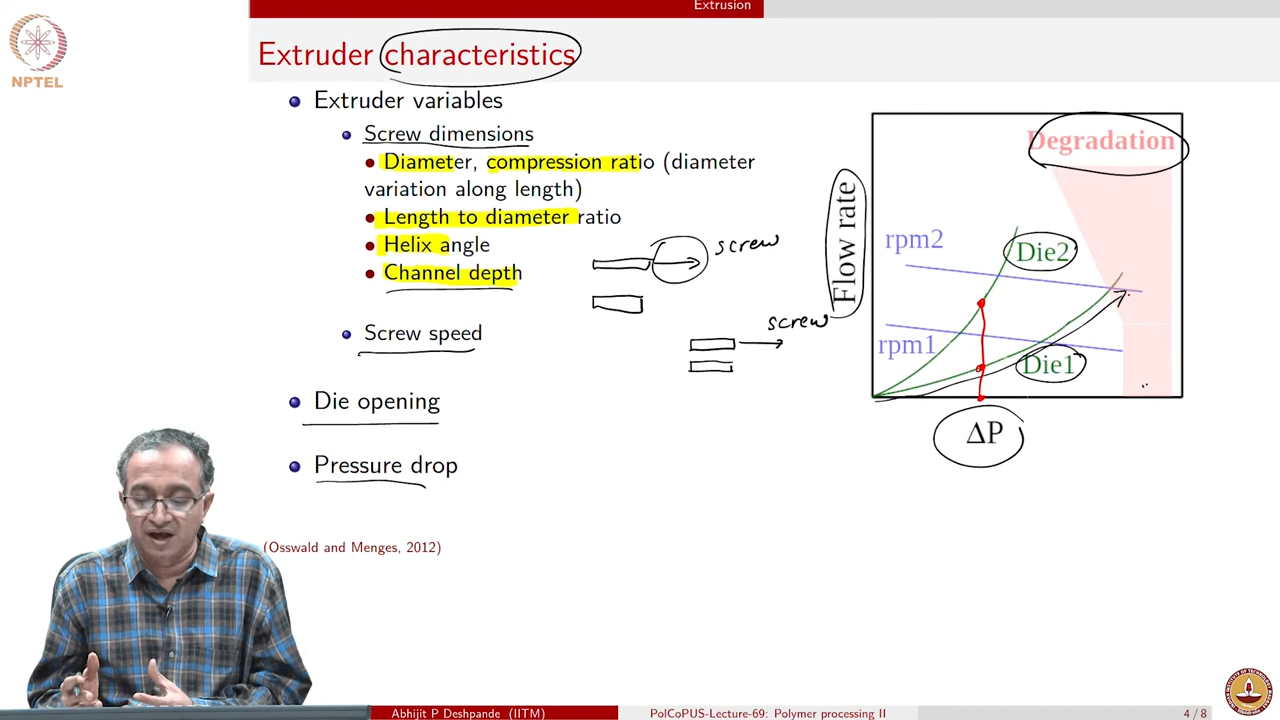 Extrusion
NPTEL
Extruder characteristics
Extruder variables
Screw dimensions
Diameter, compression ratio (diameter
variation along length)
Length to diameter ratio
Helix angle
Channel depth
Screw speed
Die opening
Pressure drop
(Osswald and Menges, 2012)
screw
screw
Flow rate
Degradation
rpm2
Die2
rpm1
Die1
ΔP
Abhijit P Deshpande (IITM)
PolCoPUS-Lecture-69: Polymer processing II
4/8